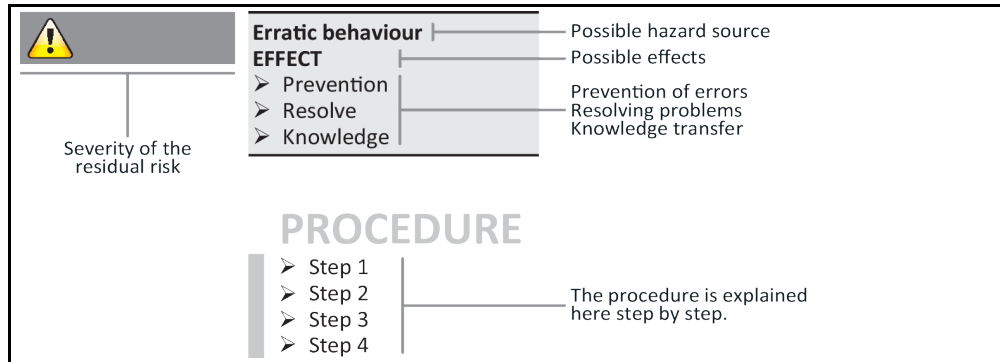 Erratic behaviour
Possible hazard source
EFFECT
Possible effects
➢ Prevention
➢ Resolve
➢ Knowledge
Prevention of errors
Resolving problems
Knowledge transfer
Severity of the
residual risk
PROCEDURE
➢ Step 1
➢ Step 2
➢ Step 3
➢ Step 4
The procedure is explained
here step by step.